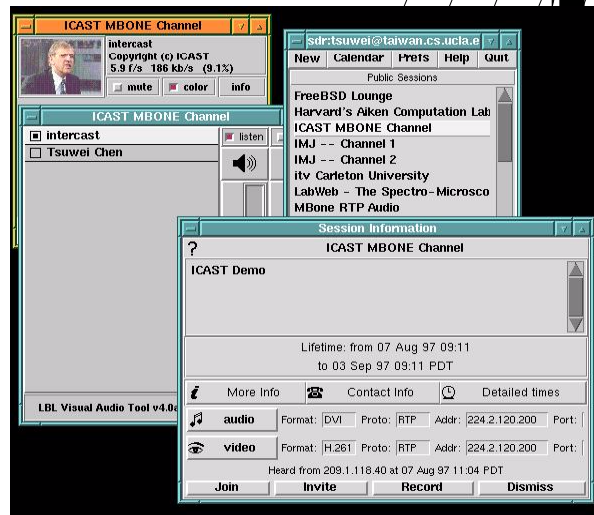 ICAST MBONE Channel
intercast
Copyright (c) ICAST
5.9 f/s 186 kb/s (9.1%)
mute color info
ICAST MBONE Channel
intercast
Tsuwei Chen
listen
LBL Visual Audio Tool v4.0a
sdr:tsuwei@taiwan.cs.ucla.e
New Calendar Prefs Help Quit
Public Sessions
FreeBSD Lounge
Harvard's Aiken Computation Lab
ICAST MBONE Channel
IMJ -- Channel 1
IMJ -- Channel 2
itv Carleton University
LabWeb - The Spectro-Microsco
MBone RTP Audio
Session Information
? ICAST MBONE Channel
ICAST Demo
Lifetime: from 07 Aug 97 09:11
to 03 Sep 97 09:11 PDT
i More Info Contact Info Detailed times
audio Format: DVI Proto: RTP Addr: 224.2.120.200 Port:
video Format: H.261 Proto: RTP Addr: 224.2.120.200 Port:
Heard from 209.1.118.40 at 07 Aug 97 11:04 PDT
Join Invite Record Dismiss